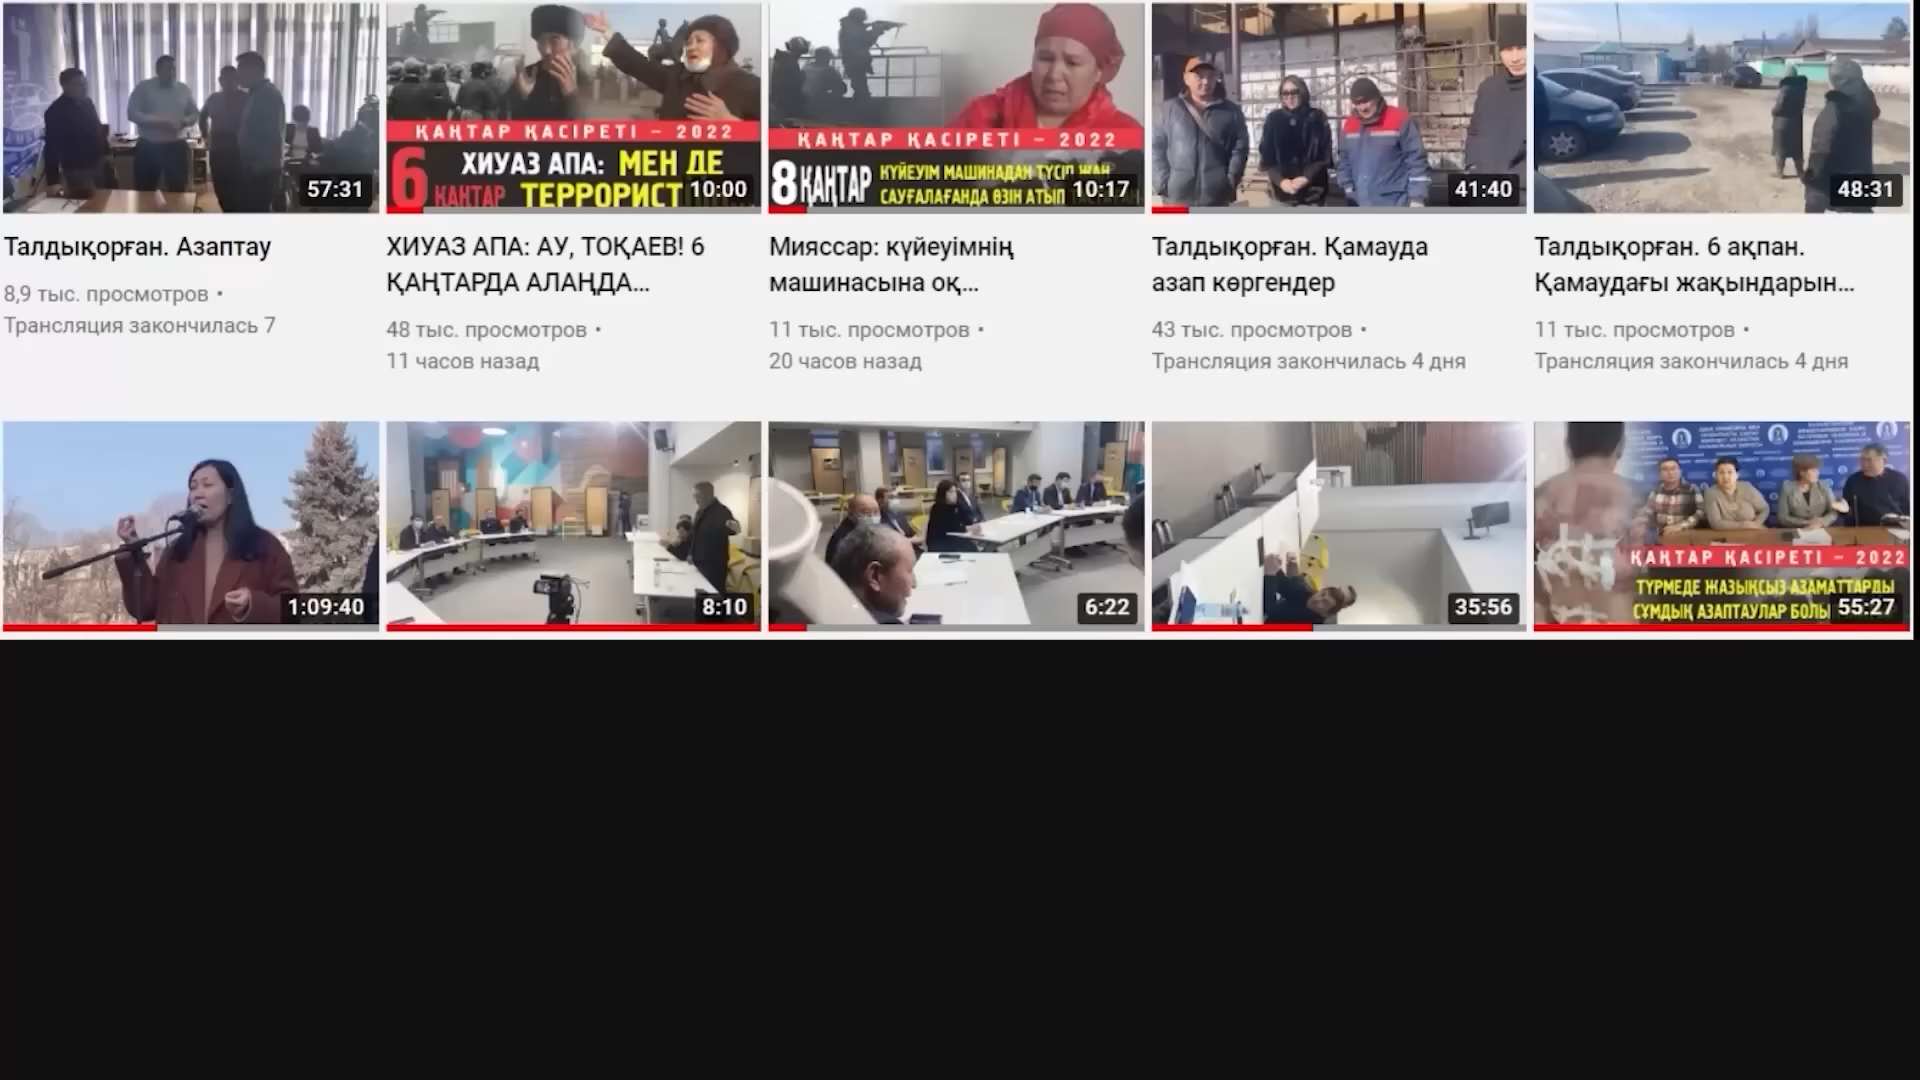 57:31
ҚАҢТАР ҚАСІРЕТІ – 2022
6 ҚАҢТАР
ХИУАЗ АПА: МЕН ДЕ
ТЕРРОРИСТ
10:00
ҚАҢТАР ҚАСІРЕТІ – 2022
8 ҚАҢТАР
КҮЙЕУІМ МАШИНАДАН ТҮСІП ЖАН
САУҒАЛАҒАНДА ӨЗІН АТЫП
10:17
41:40
48:31
Талдықорған. Азаптау
8,9 тыс. просмотров •
Трансляция закончилась 7
ХИУАЗ АПА: АУ, ТОҚАЕВ! 6
ҚАҢТАРДА АЛАҢДА...
48 тыс. просмотров •
11 часов назад
Мияссар: күйеуімнің
машинасына оқ...
11 тыс. просмотров •
20 часов назад
Талдықорған. Қамауда
азап көргендер
43 тыс. просмотров •
Трансляция закончилась 4 дня
Талдықорған. 6 ақпан.
Қамаудағы жақындарын...
11 тыс. просмотров •
Трансляция закончилась 4 дня
1:09:40
8:10
6:22
35:56
ҚАҢТАР ҚАСІРЕТІ – 2022
ТҮРМЕДЕ ЖАЗЫҚСЫЗ АЗАМАТТАРДЫ
СҰМДЫҚ АЗАПТАУЛАР
55:27